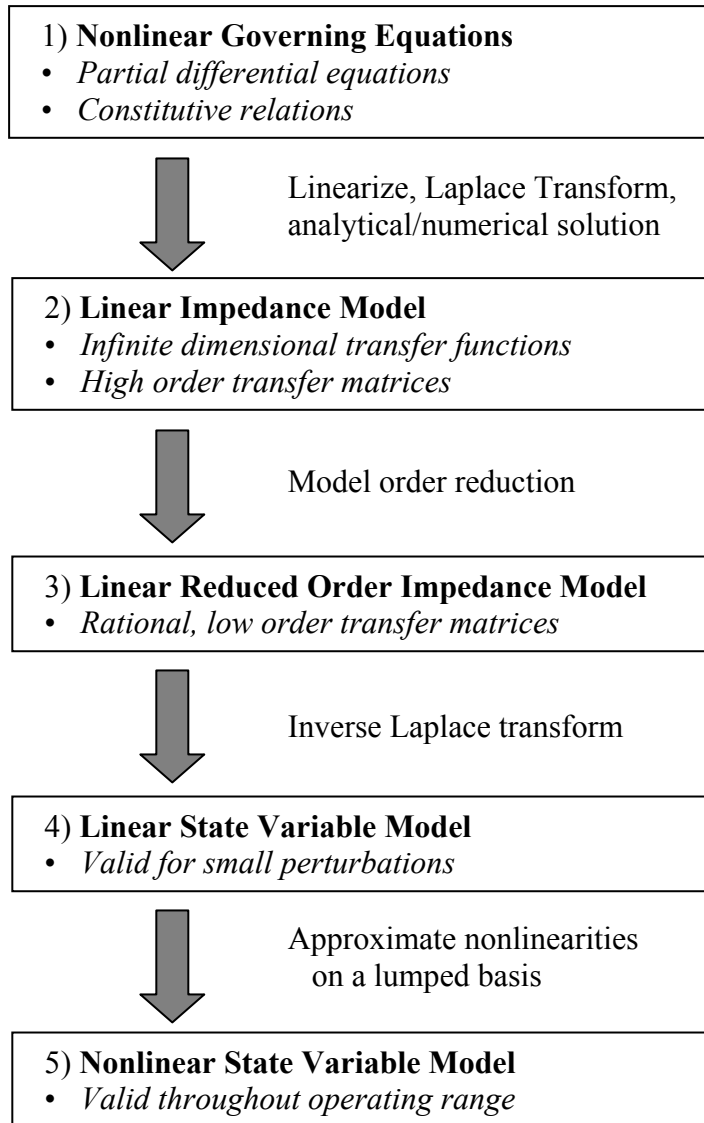 1) Nonlinear Governing Equations
• Partial differential equations
• Constitutive relations
Linearize, Laplace Transform,
analytical/numerical solution
2) Linear Impedance Model
• Infinite dimensional transfer functions
• High order transfer matrices
Model order reduction
3) Linear Reduced Order Impedance Model
• Rational, low order transfer matrices
Inverse Laplace transform
4) Linear State Variable Model
• Valid for small perturbations
Approximate nonlinearities
on a lumped basis
5) Nonlinear State Variable Model
• Valid throughout operating range